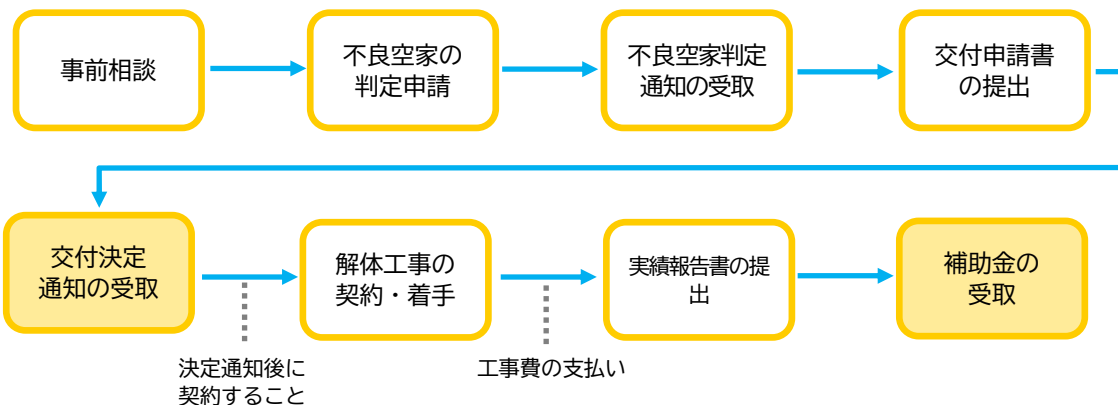 事前相談
不良空家の
判定申請
不良空家判定
通知の受取
交付申請書
の提出
交付決定
通知の受取
解体工事の
契約・着手
実績報告書の提
出
補助金の
受取
決定通知後に
契約すること
工事費の支払い